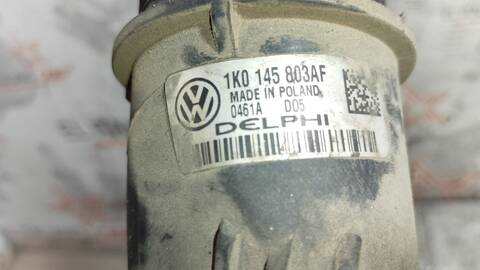 1K0 145 803AF
MADE IN POLAND
0461A D05
DELPHI